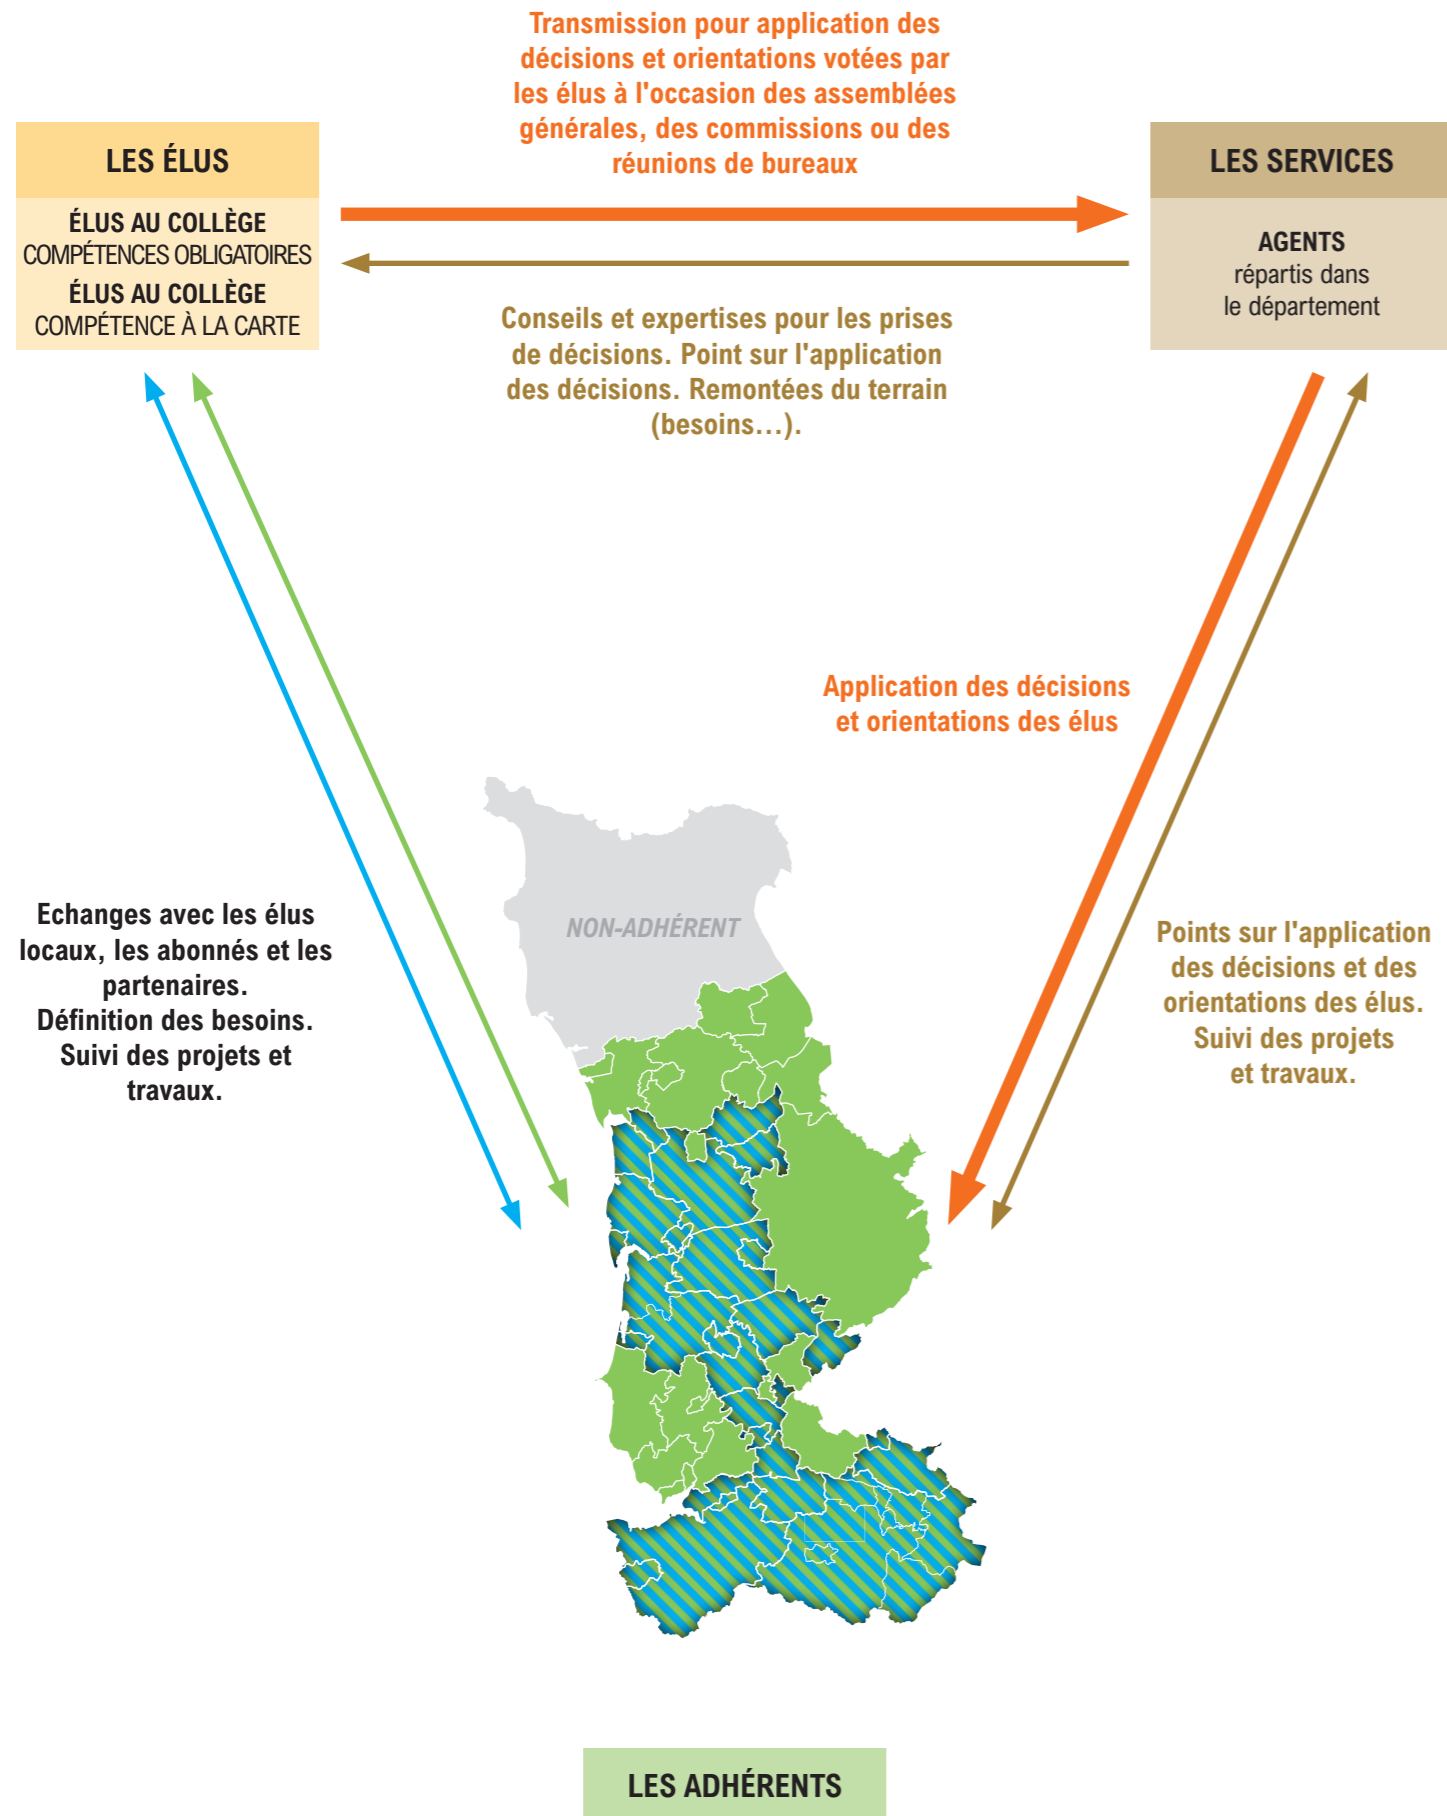 Transmission pour application des
décisions et orientations votées par
les élus à l'occasion des assemblées
générales, des commissions ou des
réunions de bureaux
LES ÉLUS
ÉLUS AU COLLÈGE
COMPÉTENCES OBLIGATOIRES
ÉLUS AU COLLÈGE
COMPÉTENCE À LA CARTE
LES SERVICES
AGENTS
répartis dans
le département
Conseils et expertises pour les prises
de décisions. Point sur l'application
des décisions. Remontées du terrain
(besoins...).
Application des décisions
et orientations des élus
Echanges avec les élus
locaux, les abonnés et les
partenaires.
Définition des besoins.
Suivi des projets et
travaux.
NON-ADHÉRENT
Points sur l'application
des décisions et des
orientations des élus.
Suivi des projets
et travaux.
LES ADHÉRENTS